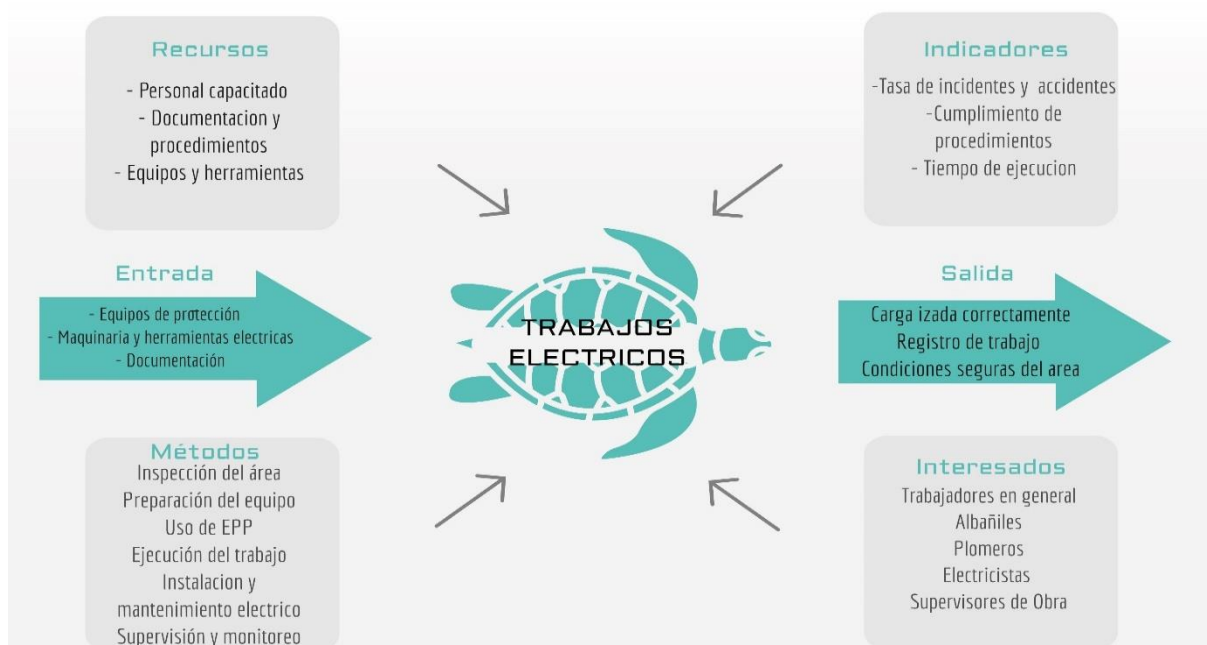 Recursos
- Personal capacitado
- Documentacion y
procedimientos
- Equipos y herramientas
Indicadores
-Tasa de incidentes y accidentes
-Cumplimiento de
procedimientos
- Tiempo de ejecucion
Entrada
- Equipos de protección
- Maquinaria y herramientas electricas
- Documentación
TRABAJOS
ELECTRICOS
Salida
Carga izada correctamente
Registro de trabajo
Condiciones seguras del area
Métodos
Inspección del área
Preparación del equipo
Uso de EPP
Ejecución del trabajo
Instalacion y
mantenimiento electrico
Supervisión y monitoreo
Interesados
Trabajadores en general
Albañiles
Plomeros
Electricistas
Supervisores de Obra